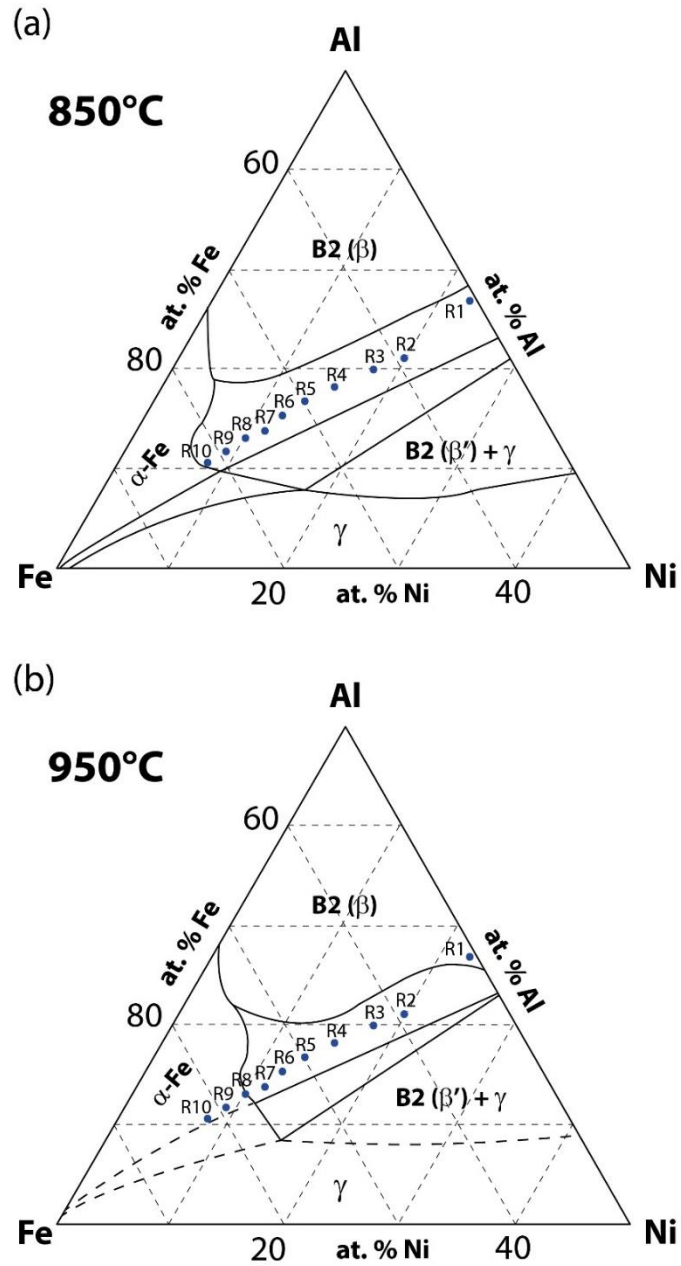 (a)
Al
850°C
60
at. % Fe
B2 (β)
at. % Al
R1
80
R2
R3
R4
R5
R6
R7
R8
R9
R10
α-Fe
B2 (β′) + γ
γ
Fe
Ni
20
at. % Ni
40
(b)
Al
950°C
60
at. % Fe
B2 (β)
at. % Al
R1
80
R2
R3
R4
R5
R6
R7
R8
R9
R10
α-Fe
B2 (β′) + γ
γ
Fe
Ni
20
at. % Ni
40